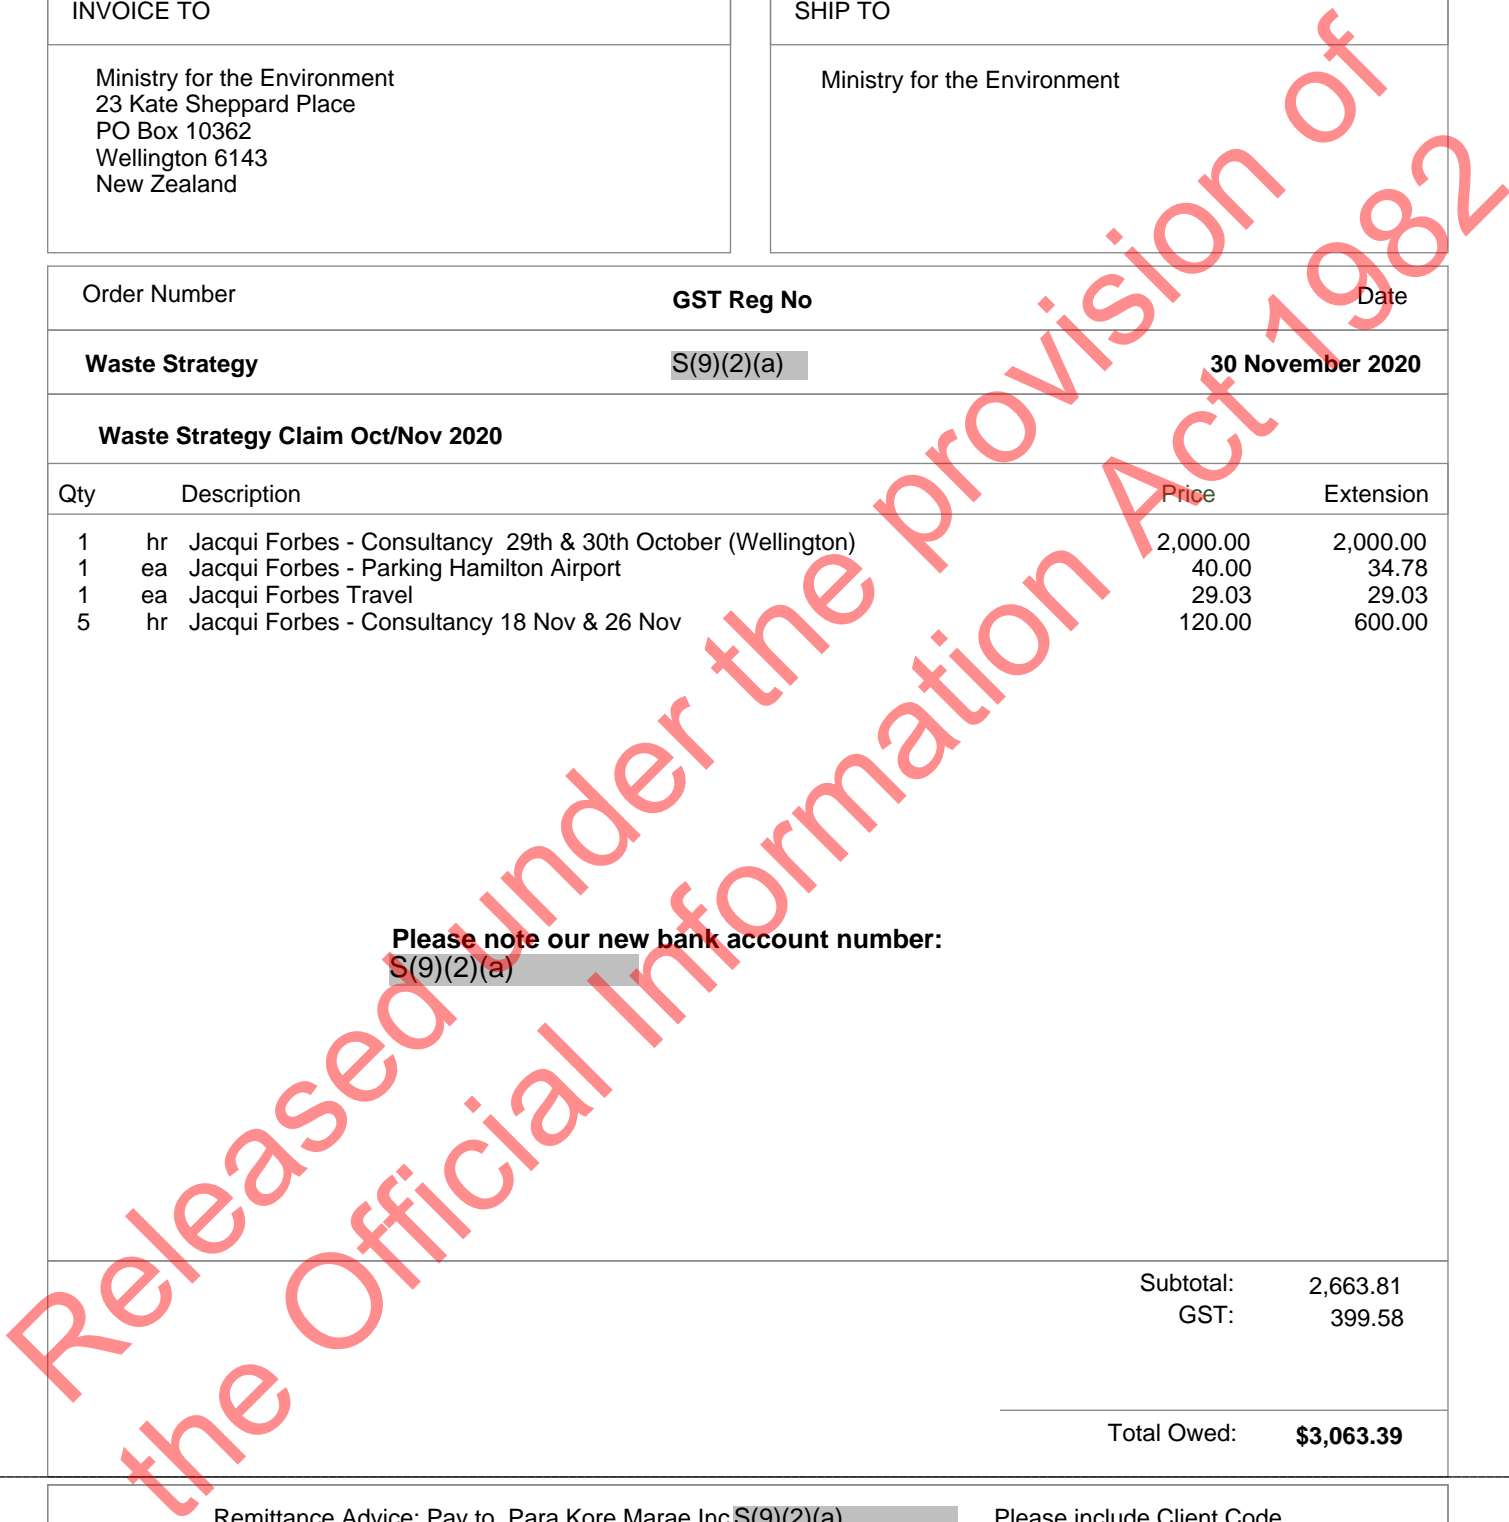 INVOICE TO
SHIP TO
Ministry for the Environment
23 Kate Sheppard Place
PO Box 10362
Wellington 6143
New Zealand
Ministry for the Environment
Order Number GST Reg No Date
Waste Strategy S(9)(2)(a) 30 November 2020
Waste Strategy Claim Oct/Nov 2020
Qty Description Price Extension
1 hr Jacqui Forbes - Consultancy 29th & 30th October (Wellington) 2,000.00 2,000.00
1 ea Jacqui Forbes - Parking Hamilton Airport 40.00 34.78
1 ea Jacqui Forbes Travel 29.03 29.03
5 hr Jacqui Forbes - Consultancy 18 Nov & 26 Nov 120.00 600.00
Please note our new bank account number:
S(9)(2)(a)
Subtotal: 2,663.81
GST: 399.58
Total Owed: $3,063.39
Remittance Advice: Pay to Para Kore Marae Inc S(9)(2)(a) Please include Client Code
Released under the provision of
the Official Information Act 1982